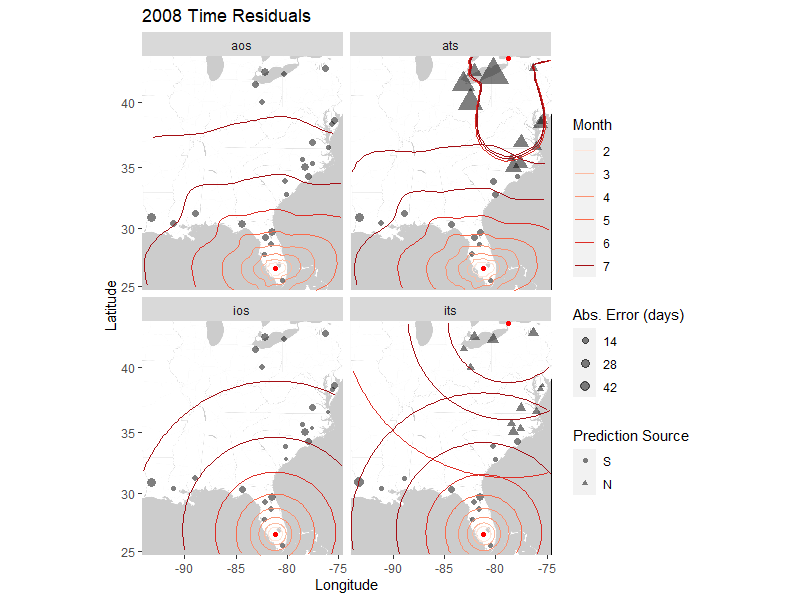 2008 Time Residuals
aos
ats
40
35
30
25
ios
its
40
35
30
25
-90
-85
-80
-75
-90
-85
-80
-75
Longitude
Latitude
Month
2
3
4
5
6
7
Abs. Error (days)
14
28
42
Prediction Source
S
N